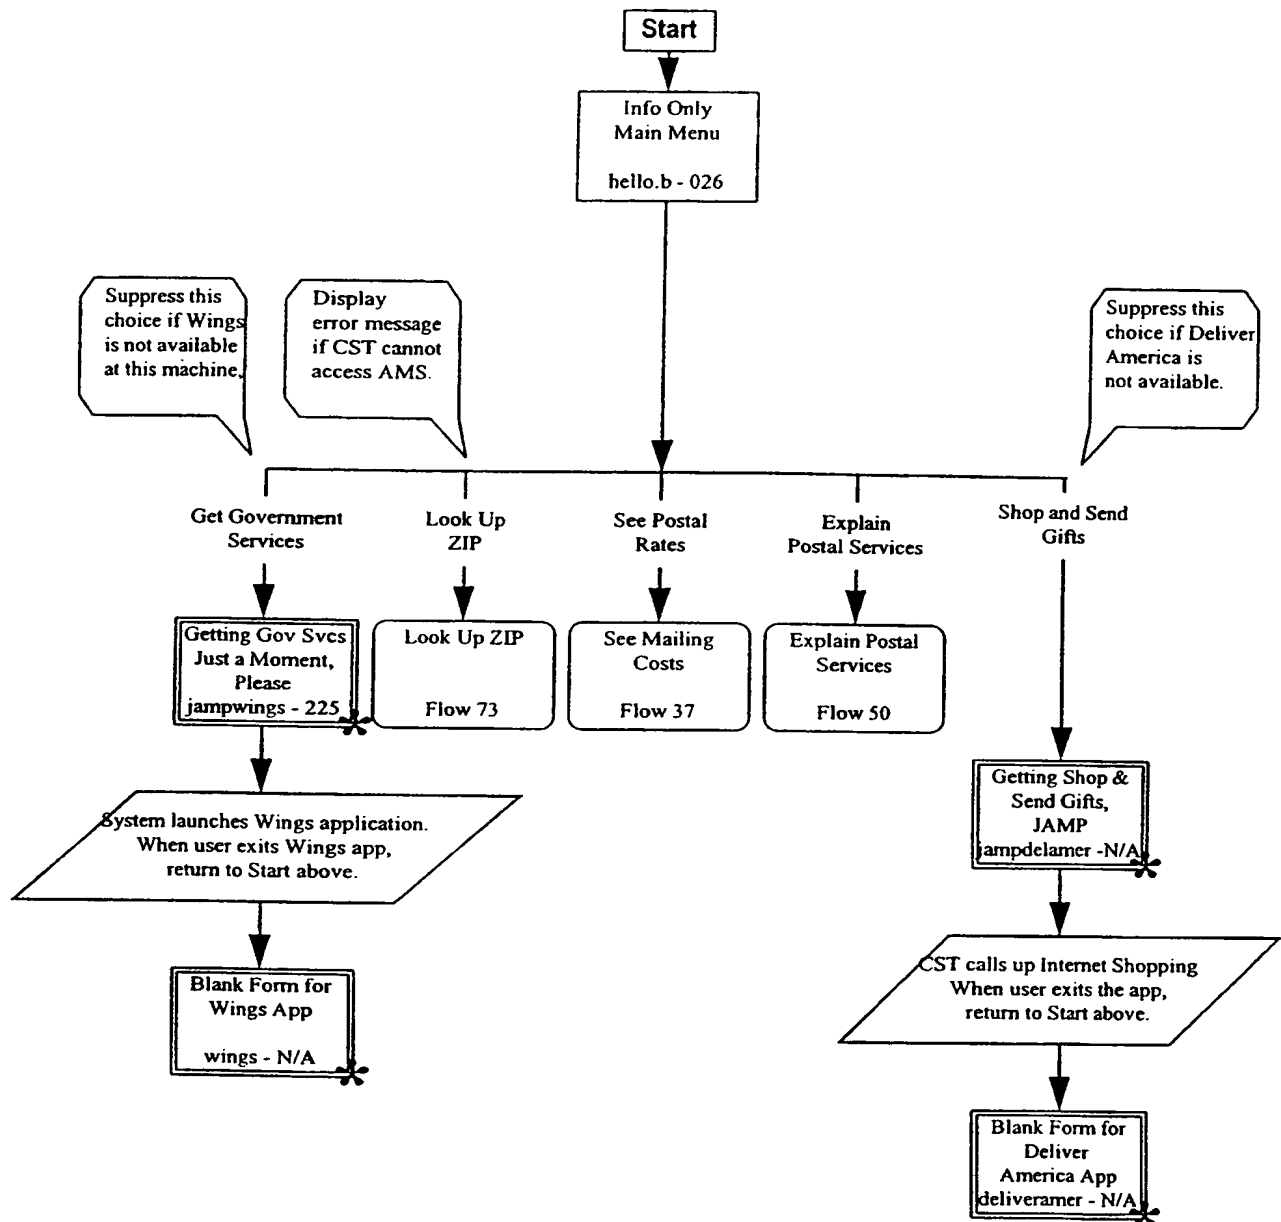 Start
Info Only
Main Menu
hello.b - 026
Suppress this
choice if Wings
is not available
at this machine.
Display
error message
if CST cannot
access AMS.
Suppress this
choice if Deliver
America is
not available.
Get Government
Services
Look Up
ZIP
See Postal
Rates
Explain
Postal Services
Shop and Send
Gifts
Getting Gov Svcs
Just a Moment,
Please
jampwings - 225
Look Up ZIP
Flow 73
See Mailing
Costs
Flow 37
Explain Postal
Services
Flow 50
Getting Shop &
Send Gifts,
JAMP
jampdelamer -N/A
System launches Wings application.
When user exits Wings app,
return to Start above.
CST calls up Internet Shopping
When user exits the app,
return to Start above.
Blank Form for
Wings App
wings - N/A
Blank Form for
Deliver
America App
deliveramer - N/A